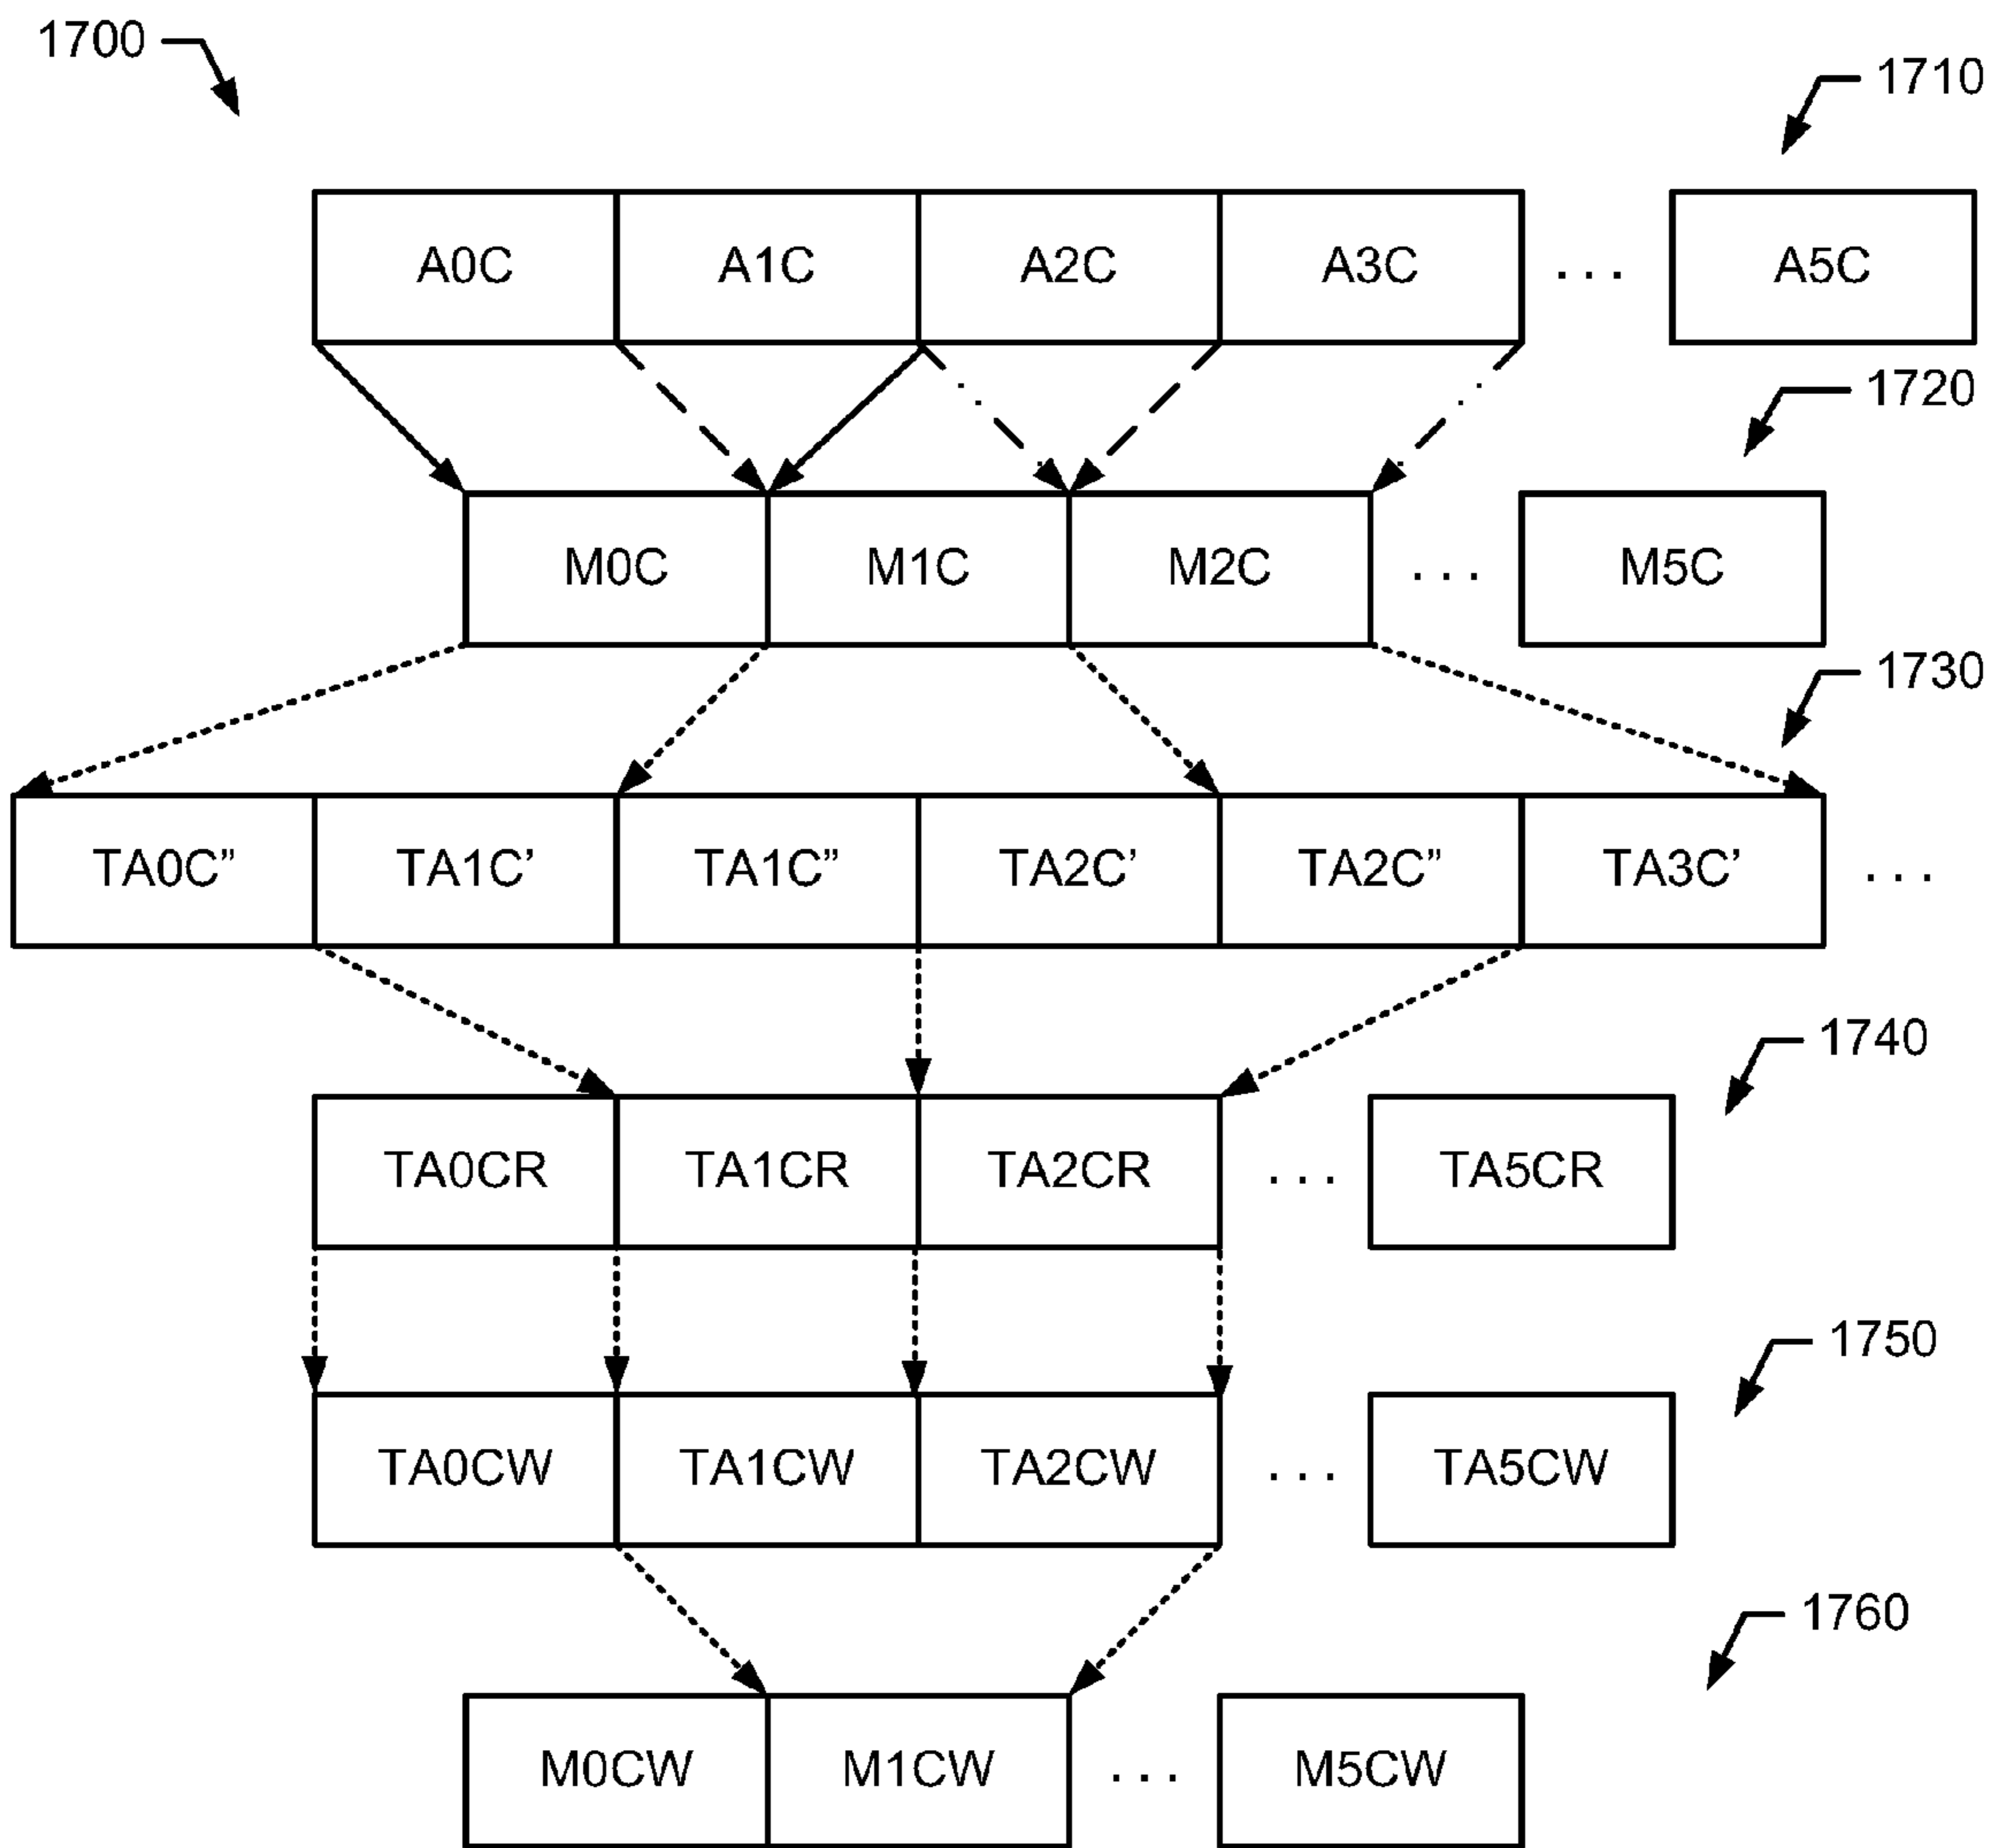 1700
1710
A0C A1C A2C A3C ... A5C
1720
M0C M1C M2C ... M5C
1730
TA0C” TA1C’ TA1C” TA2C’ TA2C” TA3C’ ...
1740
TA0CR TA1CR TA2CR ... TA5CR
1750
TA0CW TA1CW TA2CW ... TA5CW
1760
M0CW M1CW ... M5CW